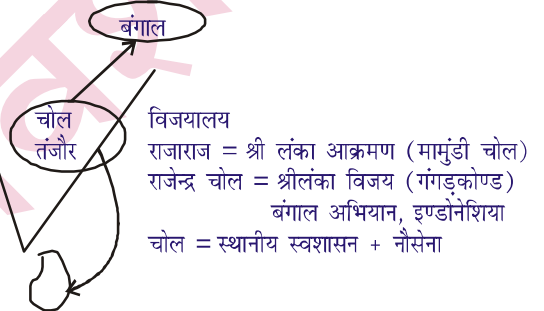 बंगाल
चोल
तंजौर
विजयालय
राजाराज = श्री लंका आक्रमण (मामुंडी चोल)
राजेन्द्र चोल = श्रीलंका विजय (गंगड़कोण्ड)
बंगाल अभियान, इण्डोनेशिया
चोल = स्थानीय स्वशासन + नौसेना